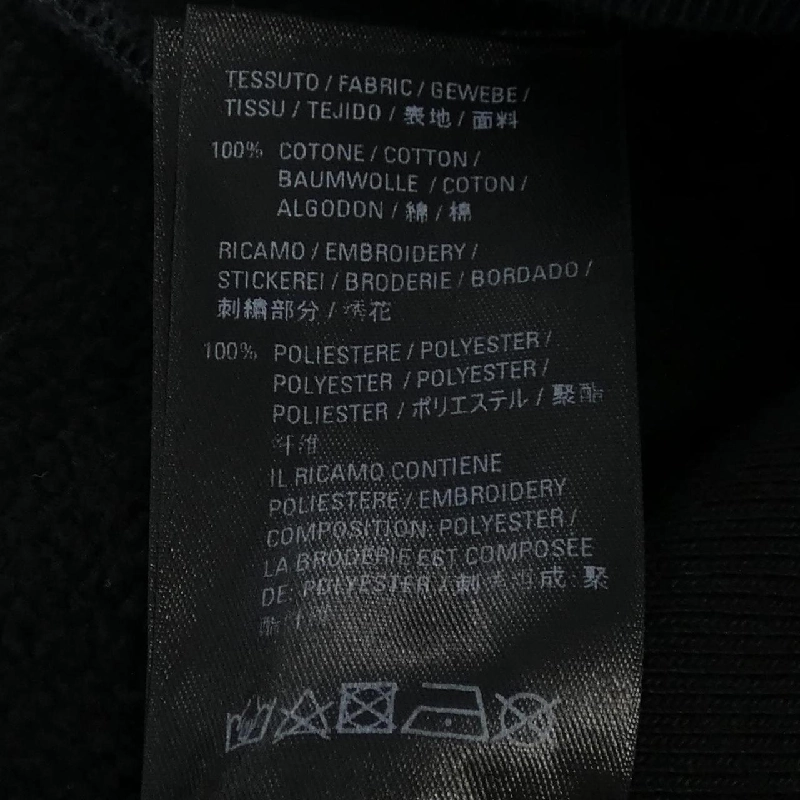 TESSUTO / FABRIC / GEWEBE /
TISSU / TEJIDO / 表地 / 面料
100% COTONE / COTTON /
BAUMWOLLE / COTON /
ALGODON / 綿 / 棉
RICAMO / EMBROIDERY /
STICKEREI / BRODERIE / BORDADO /
刺繍部分 / 绣花
100% POLIESTERE / POLYESTER /
POLYESTER / POLYESTER /
POLIESTER / ポリエステル / 聚酯
纤维
IL RICAMO CONTIENE
POLIESTERE / EMBROIDERY
COMPOSITION: POLYESTER /
LA BRODERIE EST COMPOSEE
DE: POLYESTER /